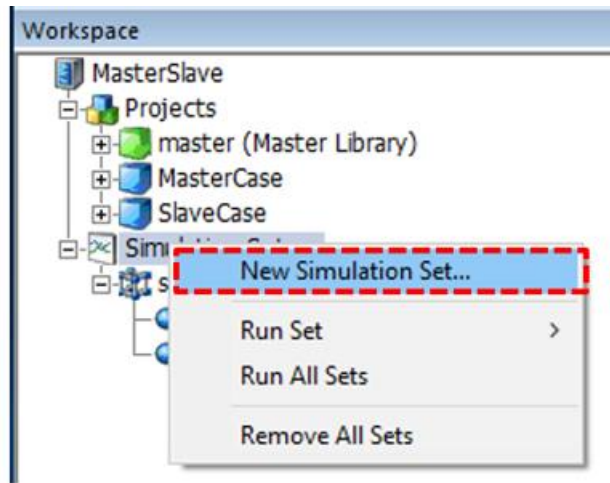 Workspace
MasterSlave
Projects
master (Master Library)
MasterCase
SlaveCase
New Simulation Set...
Run Set
Run All Sets
Remove All Sets